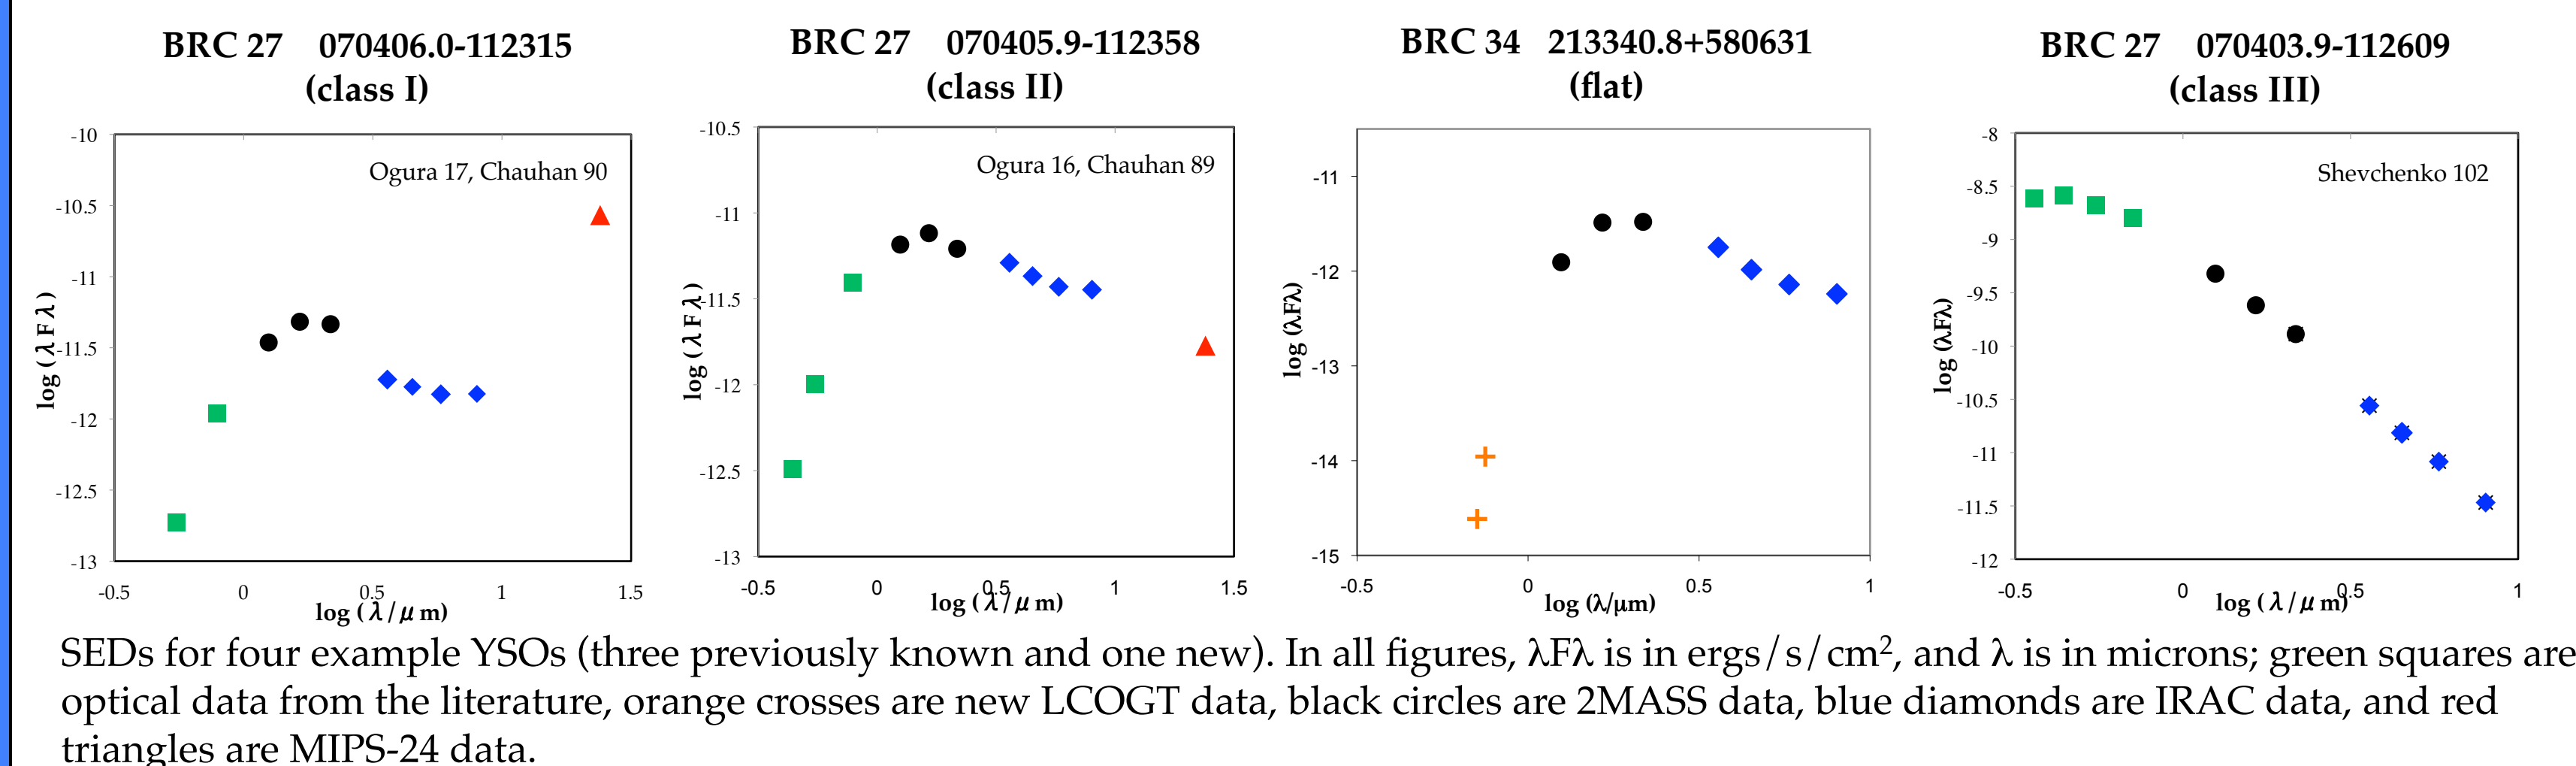 BRC 27 070406.0-112315
(class I)
BRC 27 070405.9-112358
(class II)
BRC 34 213340.8+580631
(flat)
BRC 27 070403.9-112609
(class III)
Ogura 17, Chauhan 90
-10
-10.5
-11
-11.5
-12
-12.5
-13
-0.5 0 0.5 1 1.5
log ( λ F λ )
log ( λ / μ m)
Ogura 16, Chauhan 89
-10.5
-11
-11.5
-12
-12.5
-13
-0.5 0 0.5 1 1.5
log ( λ F λ )
log ( λ / μ m)
-11
-12
-13
-14
-15
-0.5 0 0.5 1
log (λFλ)
log (λ/μm)
Shevchenko 102
-8
-8.5
-9
-9.5
-10
-10.5
-11
-11.5
-12
-0.5 0 0.5 1
log (λFλ)
log ( λ / μ m)
SEDs for four example YSOs (three previously known and one new). In all figures, λFλ is in ergs/s/cm², and λ is in microns; green squares are
optical data from the literature, orange crosses are new LCOGT data, black circles are 2MASS data, blue diamonds are IRAC data, and red
triangles are MIPS-24 data.